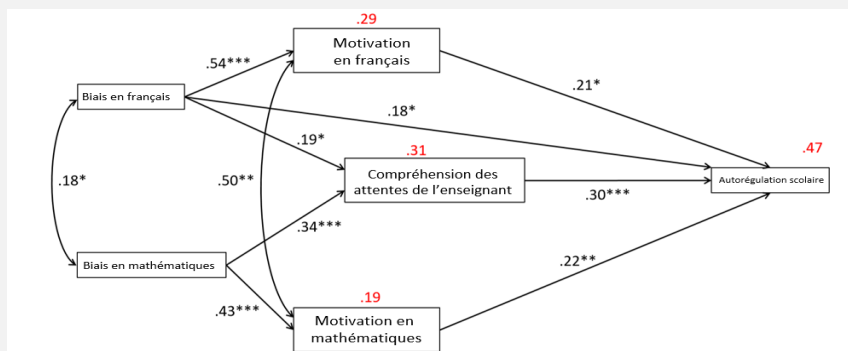 .29
Motivation
en français
.54***
.21*
Biais en français
.18*
.19*
.31
.47
Compréhension des
attentes de l'enseignant
Autorégulation scolaire
.18*
.50**
.30***
.34***
Biais en mathématiques
.22**
.43***
.19
Motivation en
mathématiques